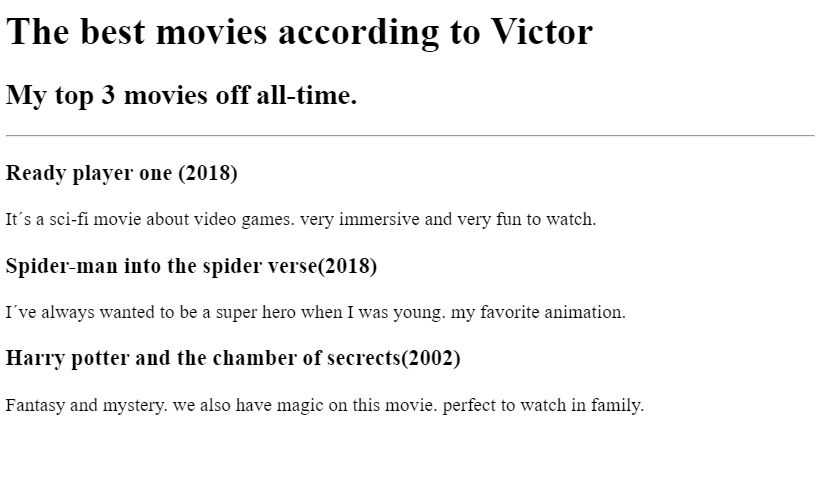 The best movies according to Victor
My top 3 movies off all-time.
Ready player one (2018)
It´s a sci-fi movie about video games. very immersive and very fun to watch.
Spider-man into the spider verse(2018)
I´ve always wanted to be a super hero when I was young. my favorite animation.
Harry potter and the chamber of secrects(2002)
Fantasy and mystery. we also have magic on this movie. perfect to watch in family.